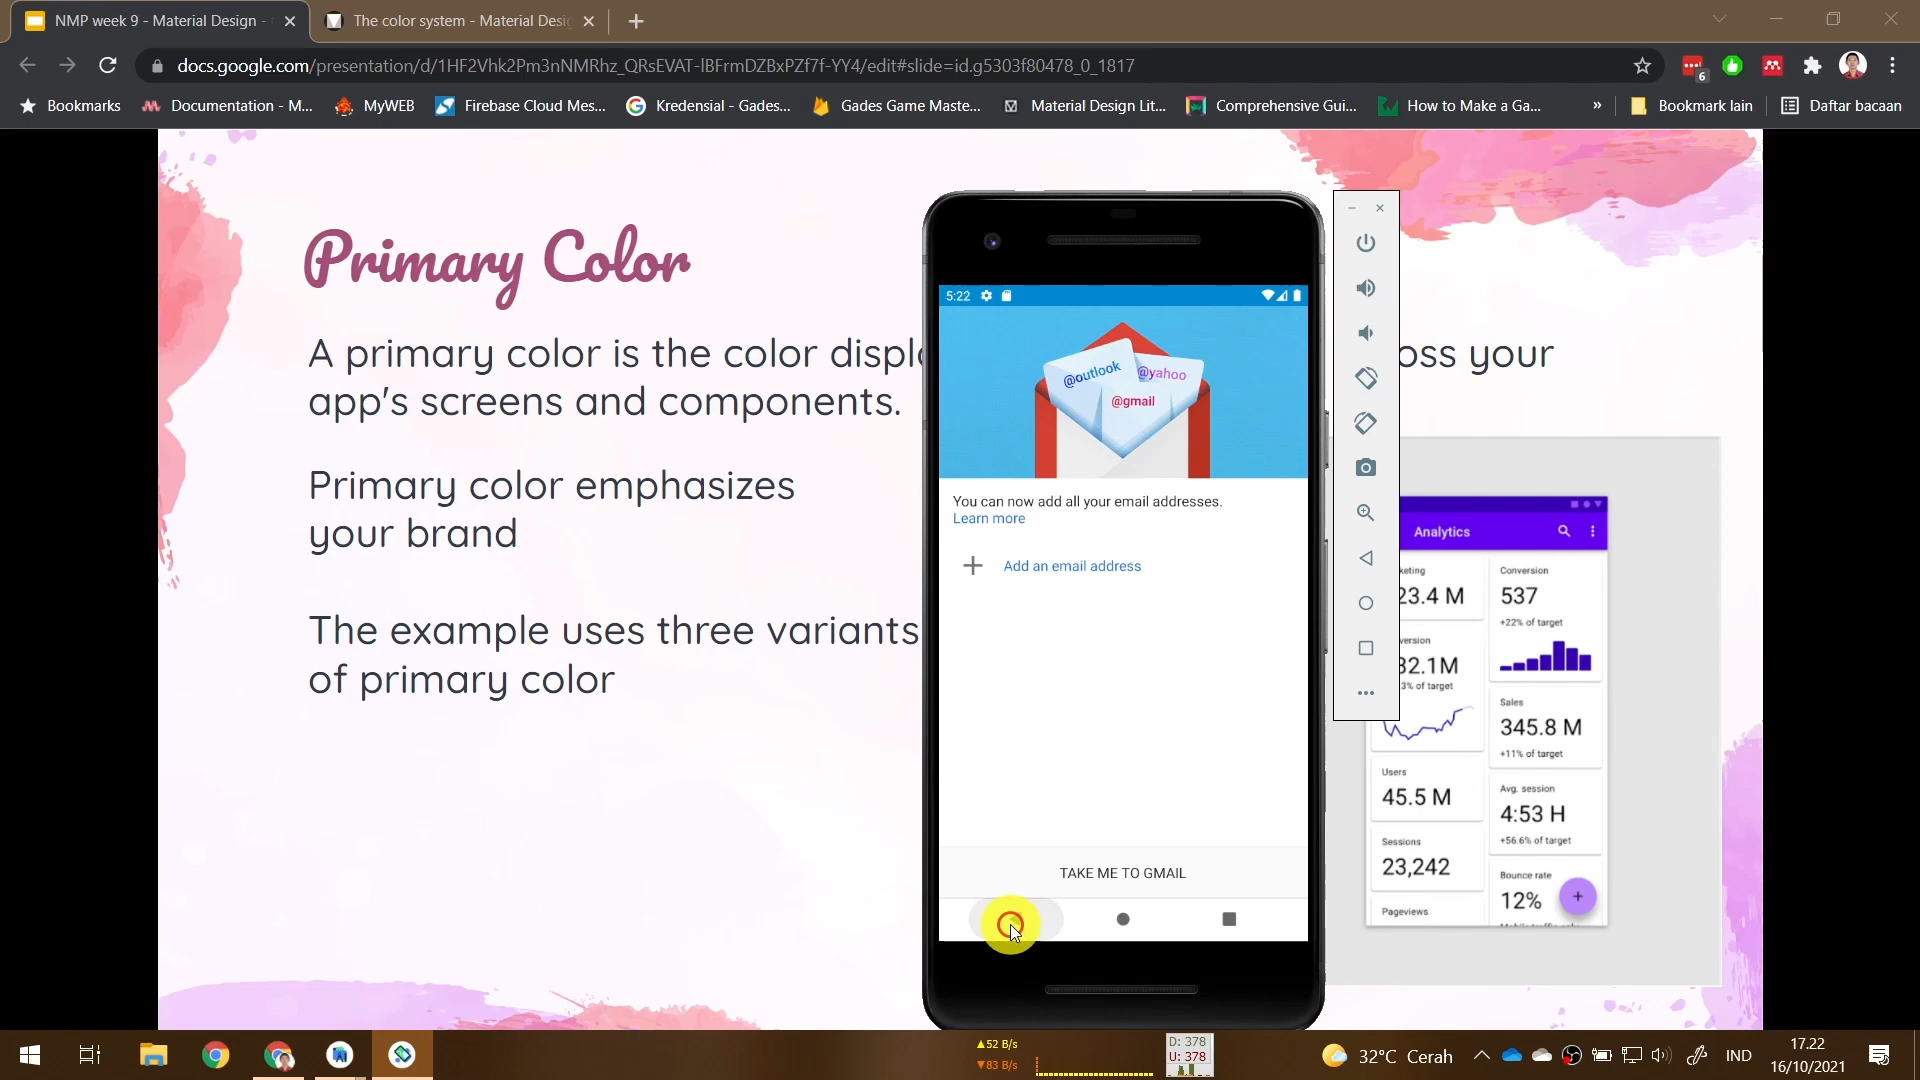 NMP week 9 - Material Design -
The color system - Material Desi
docs.google.com/presentation/d/1HF2Vhk2Pm3nNMRhz_QRsEVAT-lBFrmDZBxPZf7f-YY4/edit#slide=id.g5303f80478_0_1817
6
Bookmarks
Documentation - M...
MyWEB
Firebase Cloud Mes...
Kredensial - Gades...
Gades Game Maste...
Material Design Lit...
Comprehensive Gui...
How to Make a Ga...
»
Bookmark lain
Daftar bacaan
Primary Color
A primary color is the color displ
oss your
app's screens and components.
Primary color emphasizes
your brand
The example uses three variants
of primary color
5:22
@outlook
@yahoo
@gmail
You can now add all your email addresses.
Learn more
Add an email address
TAKE ME TO GMAIL
Analytics
keting
23.4 M
Conversion
537
+22% of target
version
32.1M
3% of target
Sales
345.8 M
+11% of target
Users
45.5 M
Avg. session
4:53 H
+56.6% of target
Sessions
23,242
Bounce rate
12%
Pageviews
52 B/s
83 B/s
D: 378
U: 378
32°C Cerah
IND
17.22
16/10/2021